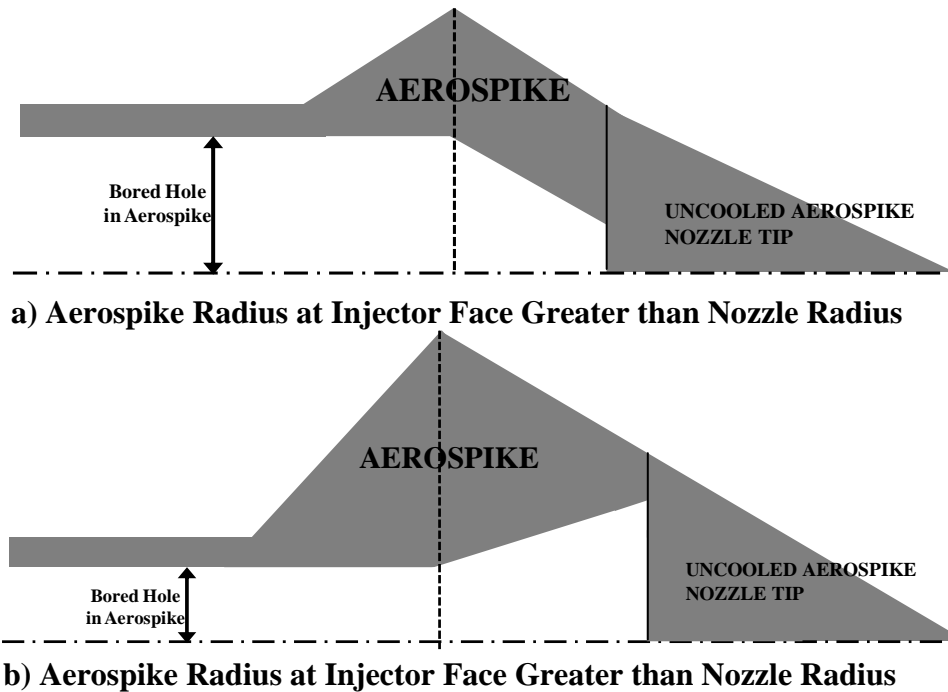 AEROSPIKE
Bored Hole
in Aerospike
UNCOOLED AEROSPIKE
NOZZLE TIP
a) Aerospike Radius at Injector Face Greater than Nozzle Radius
AEROSPIKE
Bored Hole
in Aerospike
UNCOOLED AEROSPIKE
NOZZLE TIP
b) Aerospike Radius at Injector Face Greater than Nozzle Radius